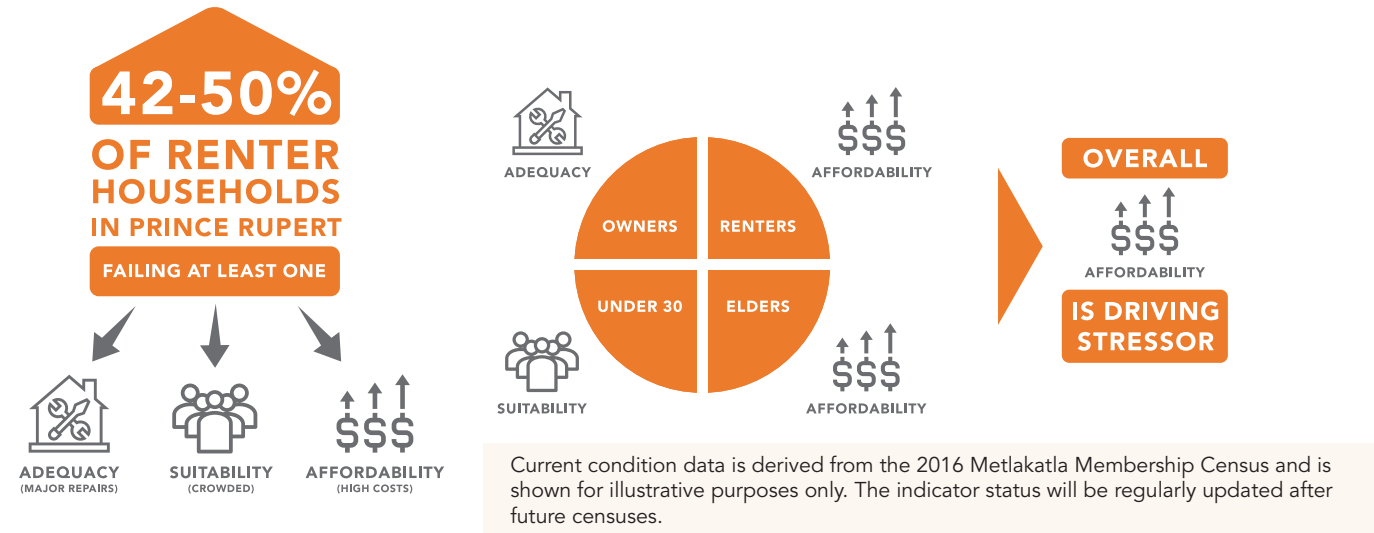 42-50%
OF RENTER
HOUSEHOLDS
IN PRINCE RUPERT
FAILING AT LEAST ONE
ADEQUACY
(MAJOR REPAIRS)
SUITABILITY
(CROWDED)
AFFORDABILITY
(HIGH COSTS)
ADEQUACY
AFFORDABILITY
OWNERS
RENTERS
UNDER 30
ELDERS
SUITABILITY
AFFORDABILITY
OVERALL
AFFORDABILITY
IS DRIVING
STRESSOR
Current condition data is derived from the 2016 Metlakatla Membership Census and is
shown for illustrative purposes only. The indicator status will be regularly updated after
future censuses.